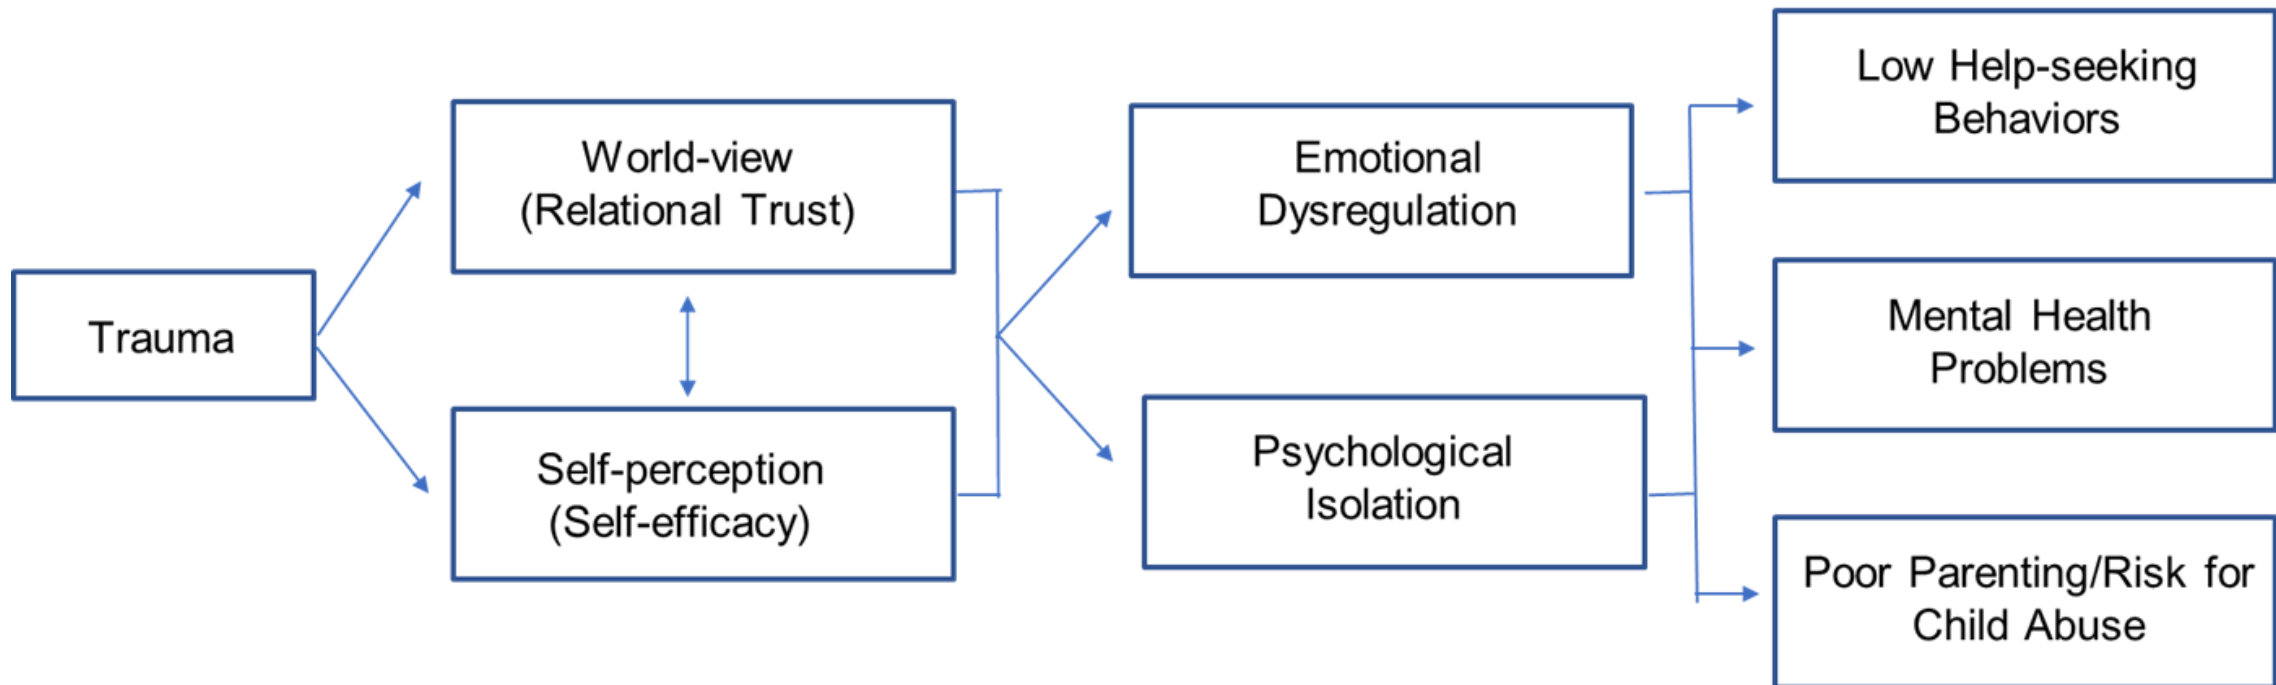 Trauma
World-view
(Relational Trust)
Self-perception
(Self-efficacy)
Emotional
Dysregulation
Psychological
Isolation
Low Help-seeking
Behaviors
Mental Health
Problems
Poor Parenting/Risk for
Child Abuse